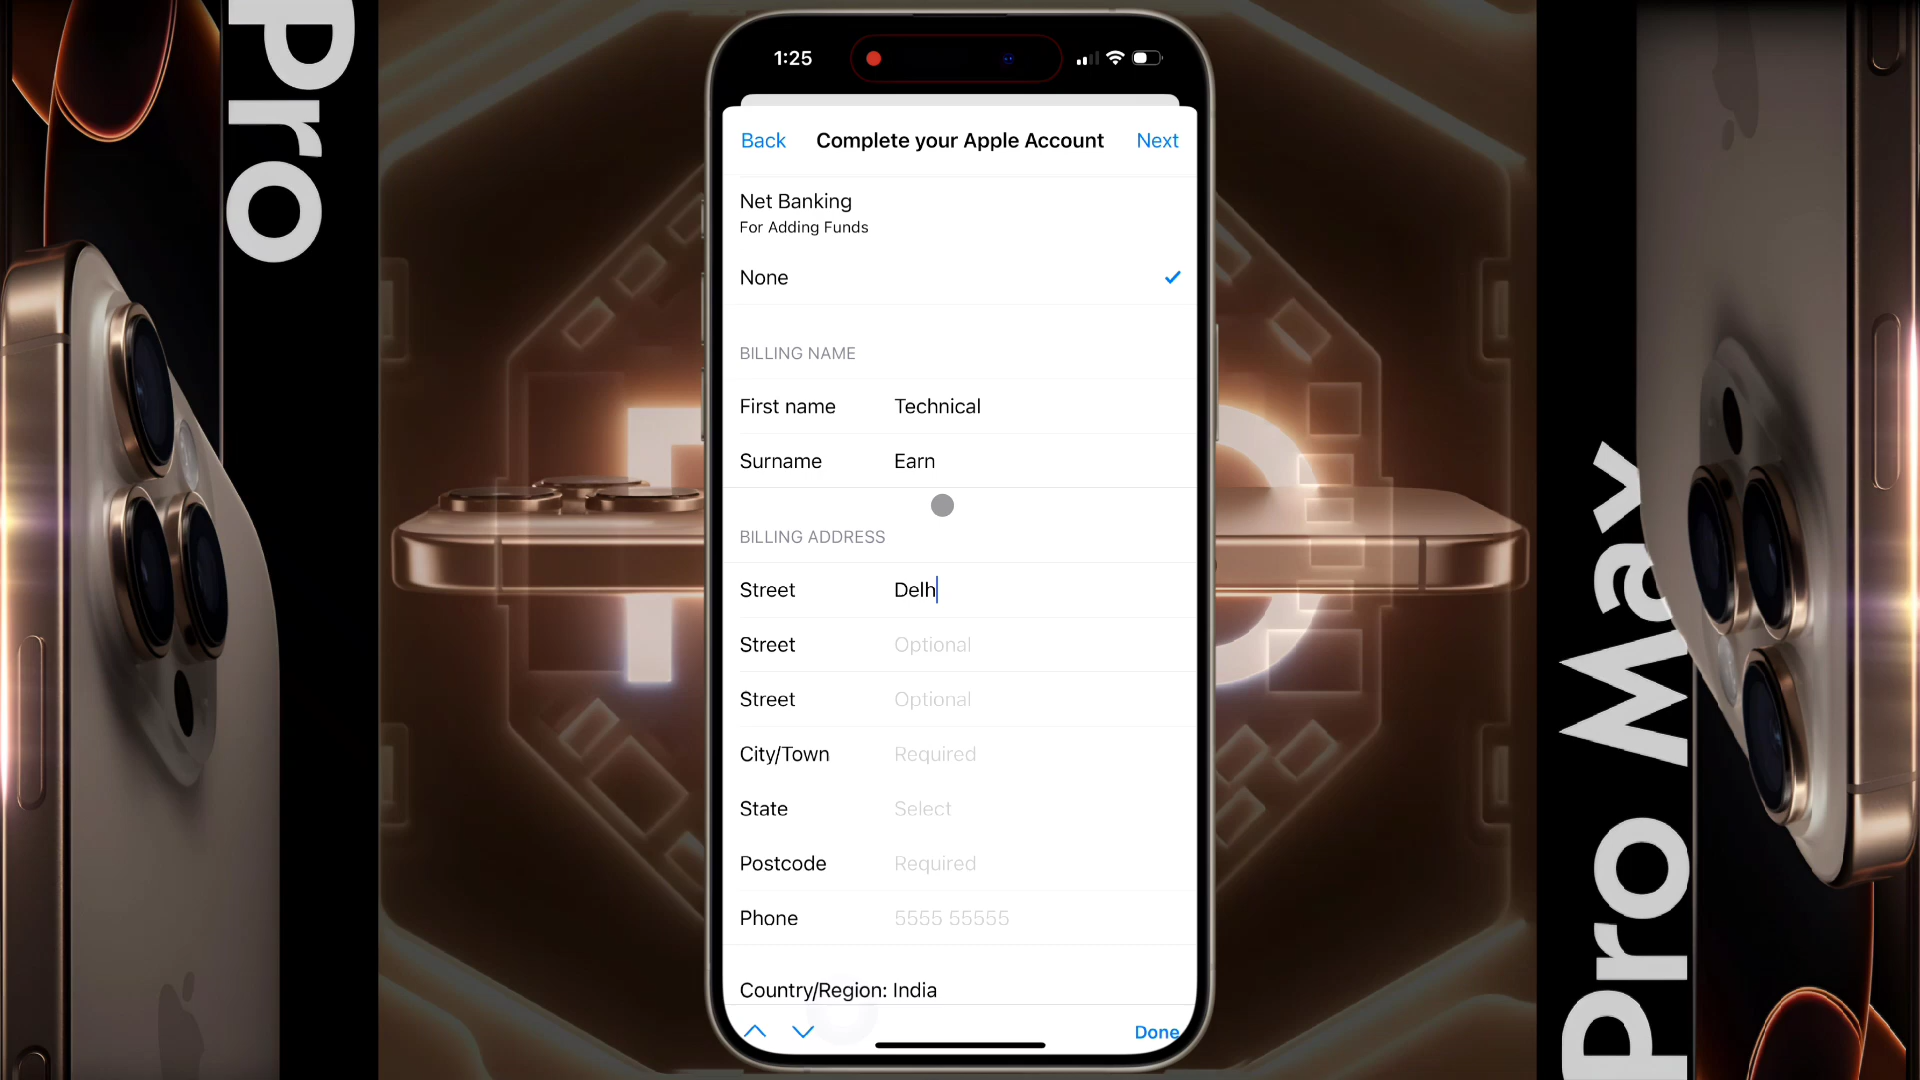 Pro
1:25
Back Complete your Apple Account Next
Net Banking
For Adding Funds
None
BILLING NAME
First name Technical
Surname Earn
BILLING ADDRESS
Street Delh
Street Optional
Street Optional
City/Town Required
State Select
Postcode Required
Phone 5555 55555
Country/Region: India
Done
Pro Max